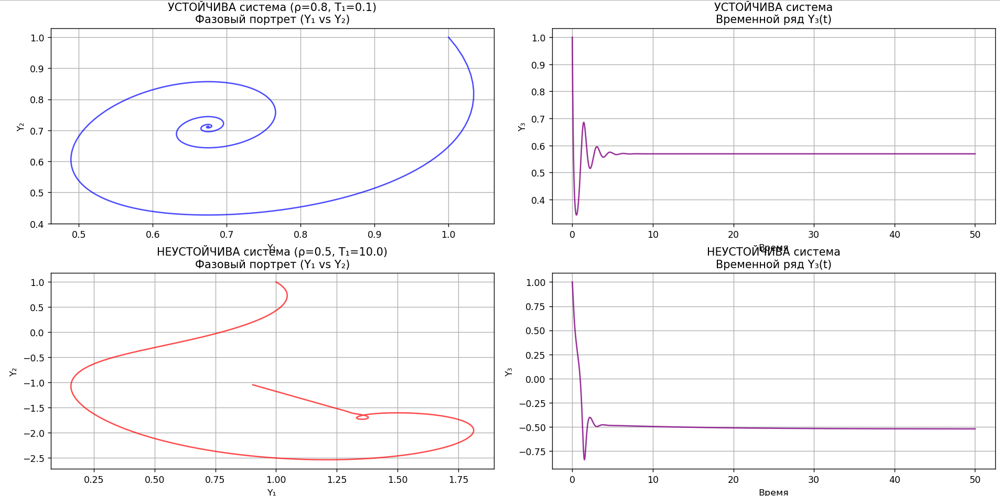 УСТОЙЧИВА система (ρ=0.8, T₁=0.1)
Фазовый портрет (Y₁ vs Y₂)
1.0
0.9
0.8
0.7
0.6
0.5
0.4
Y₂
0.5 0.6 0.7 0.8 0.9 1.0
Y₁
УСТОЙЧИВА система
Временной ряд Y₃(t)
1.0
0.9
0.8
0.7
0.6
0.5
0.4
Y₃
0 10 20 30 40 50
Время
НЕУСТОЙЧИВА система (ρ=0.5, T₁=10.0)
Фазовый портрет (Y₁ vs Y₂)
1.0
0.5
0.0
−0.5
−1.0
−1.5
−2.0
−2.5
Y₂
0.25 0.50 0.75 1.00 1.25 1.50 1.75
Y₁
НЕУСТОЙЧИВА система
Временной ряд Y₃(t)
1.00
0.75
0.50
0.25
0.00
−0.25
−0.50
−0.75
Y₃
0 10 20 30 40 50
Время